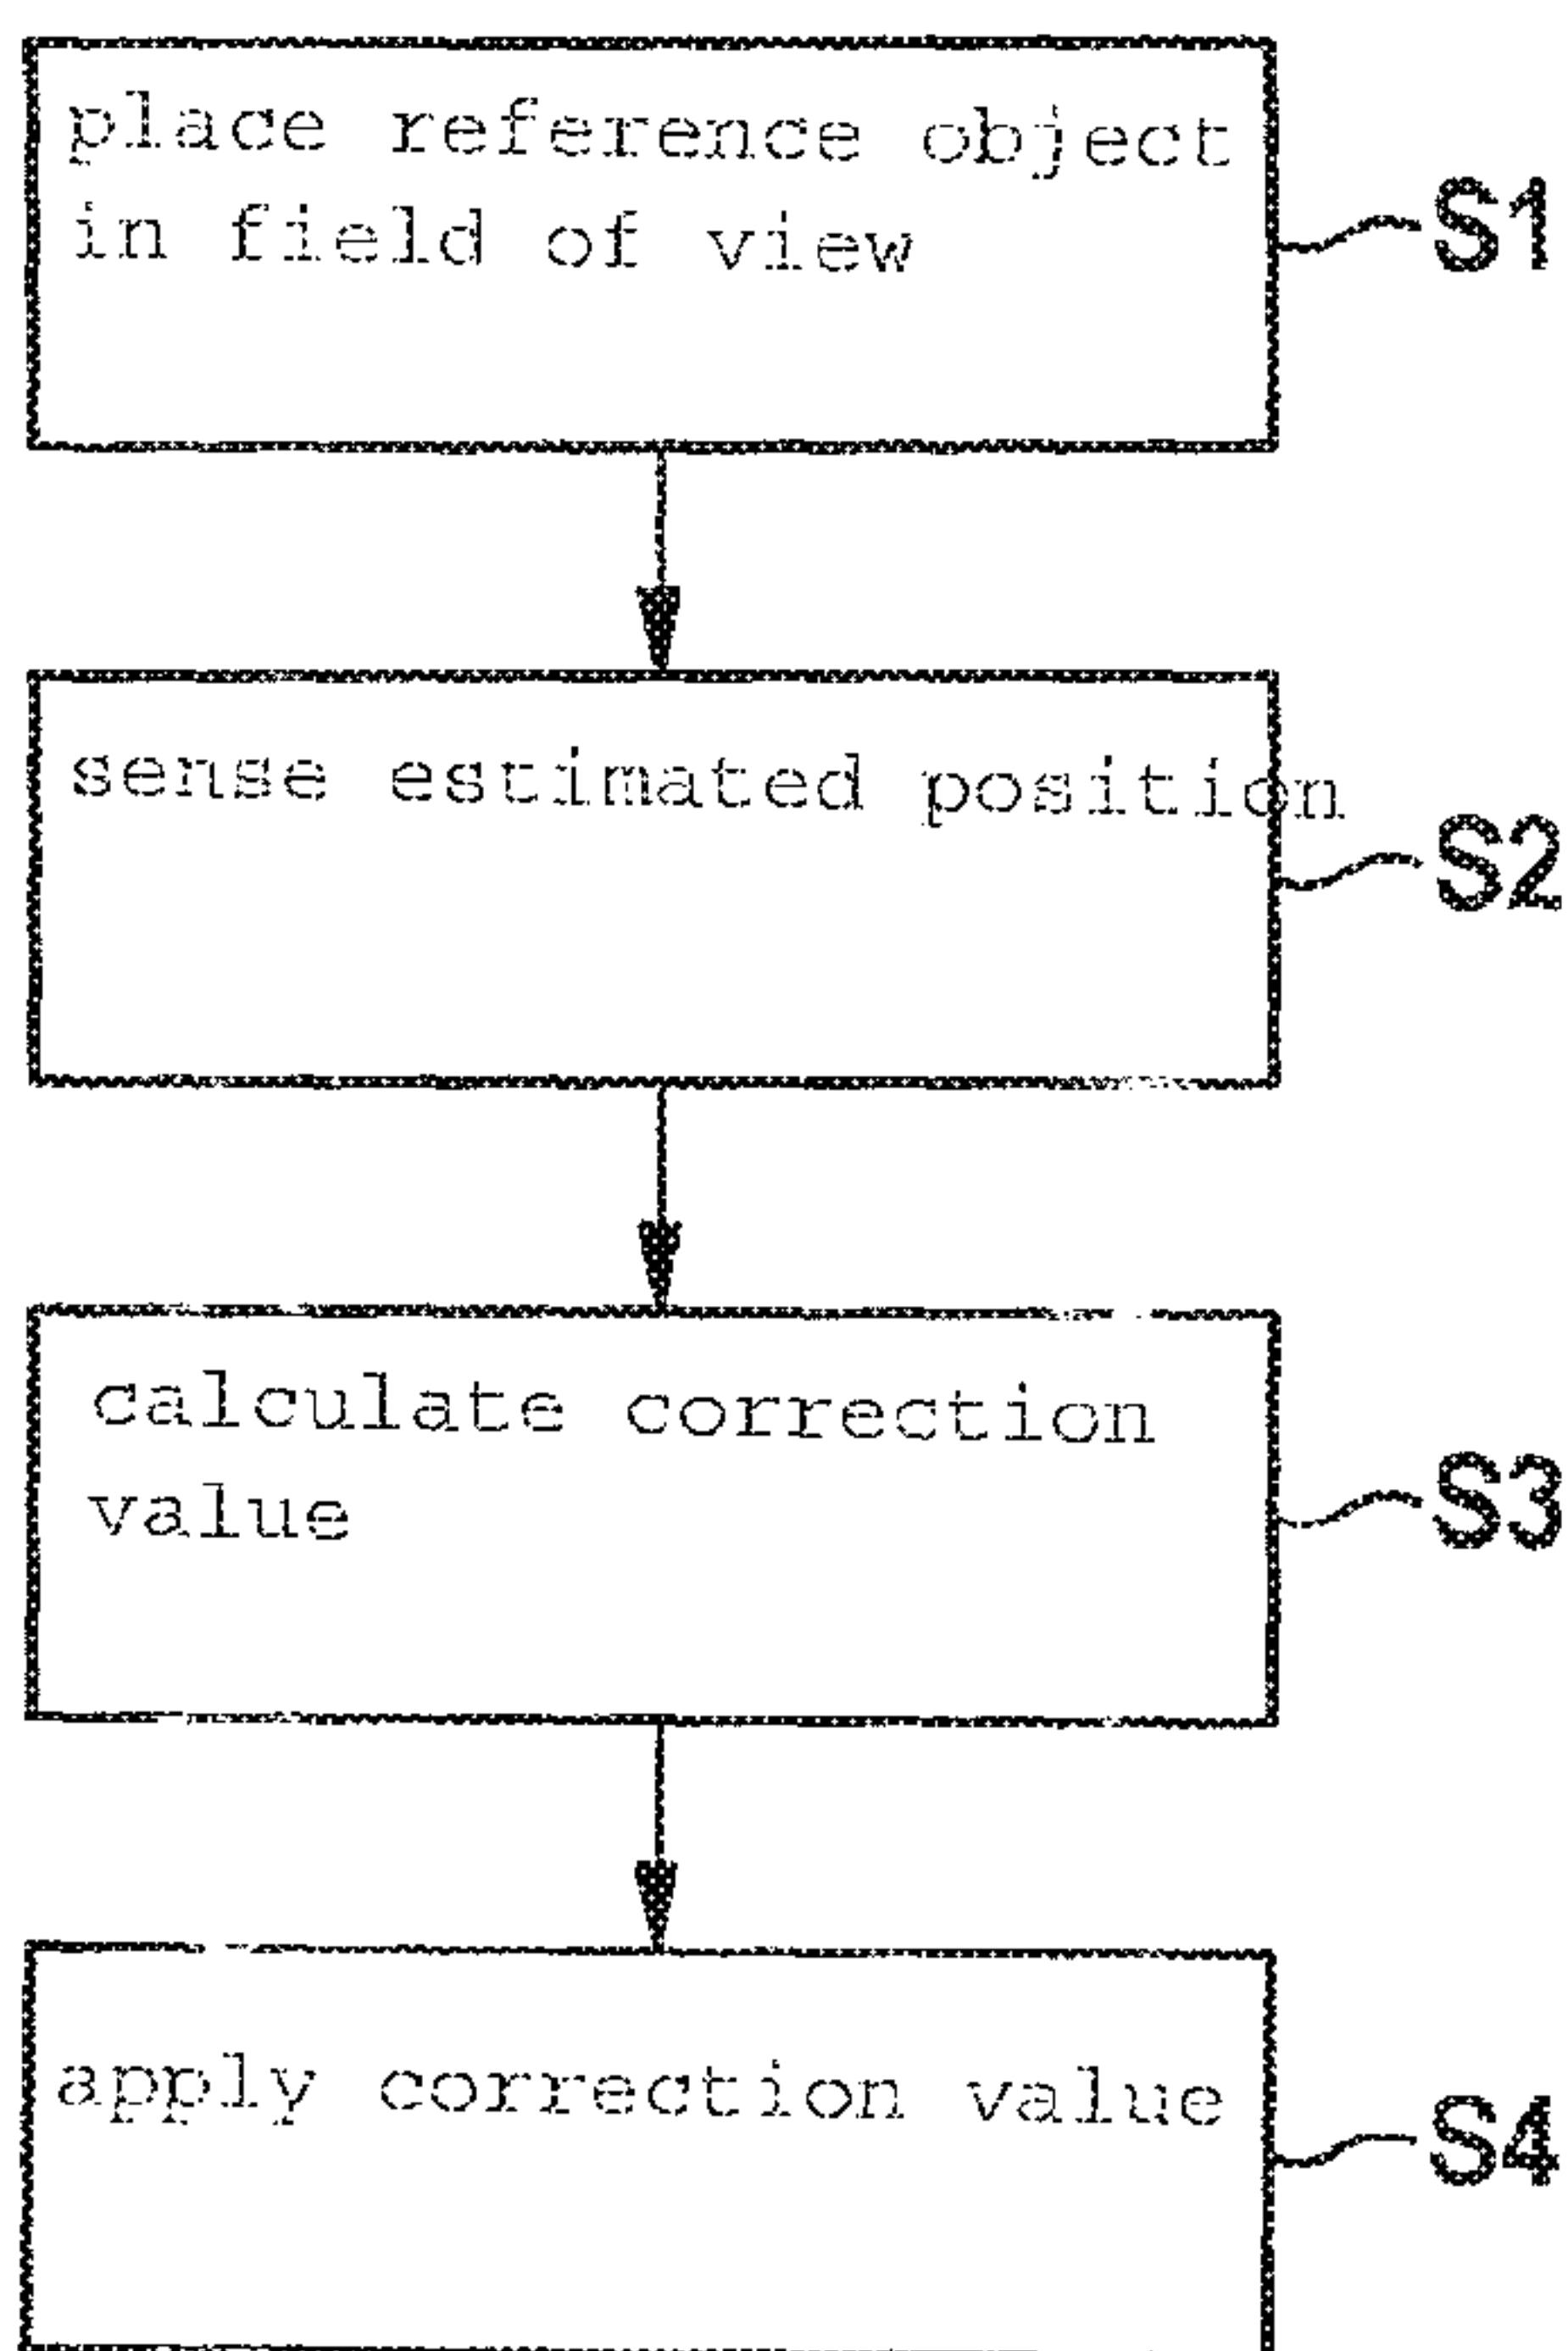 place reference object
in field of view
S1
sense estimated position
S2
calculate correction
value
S3
apply correction value
S4